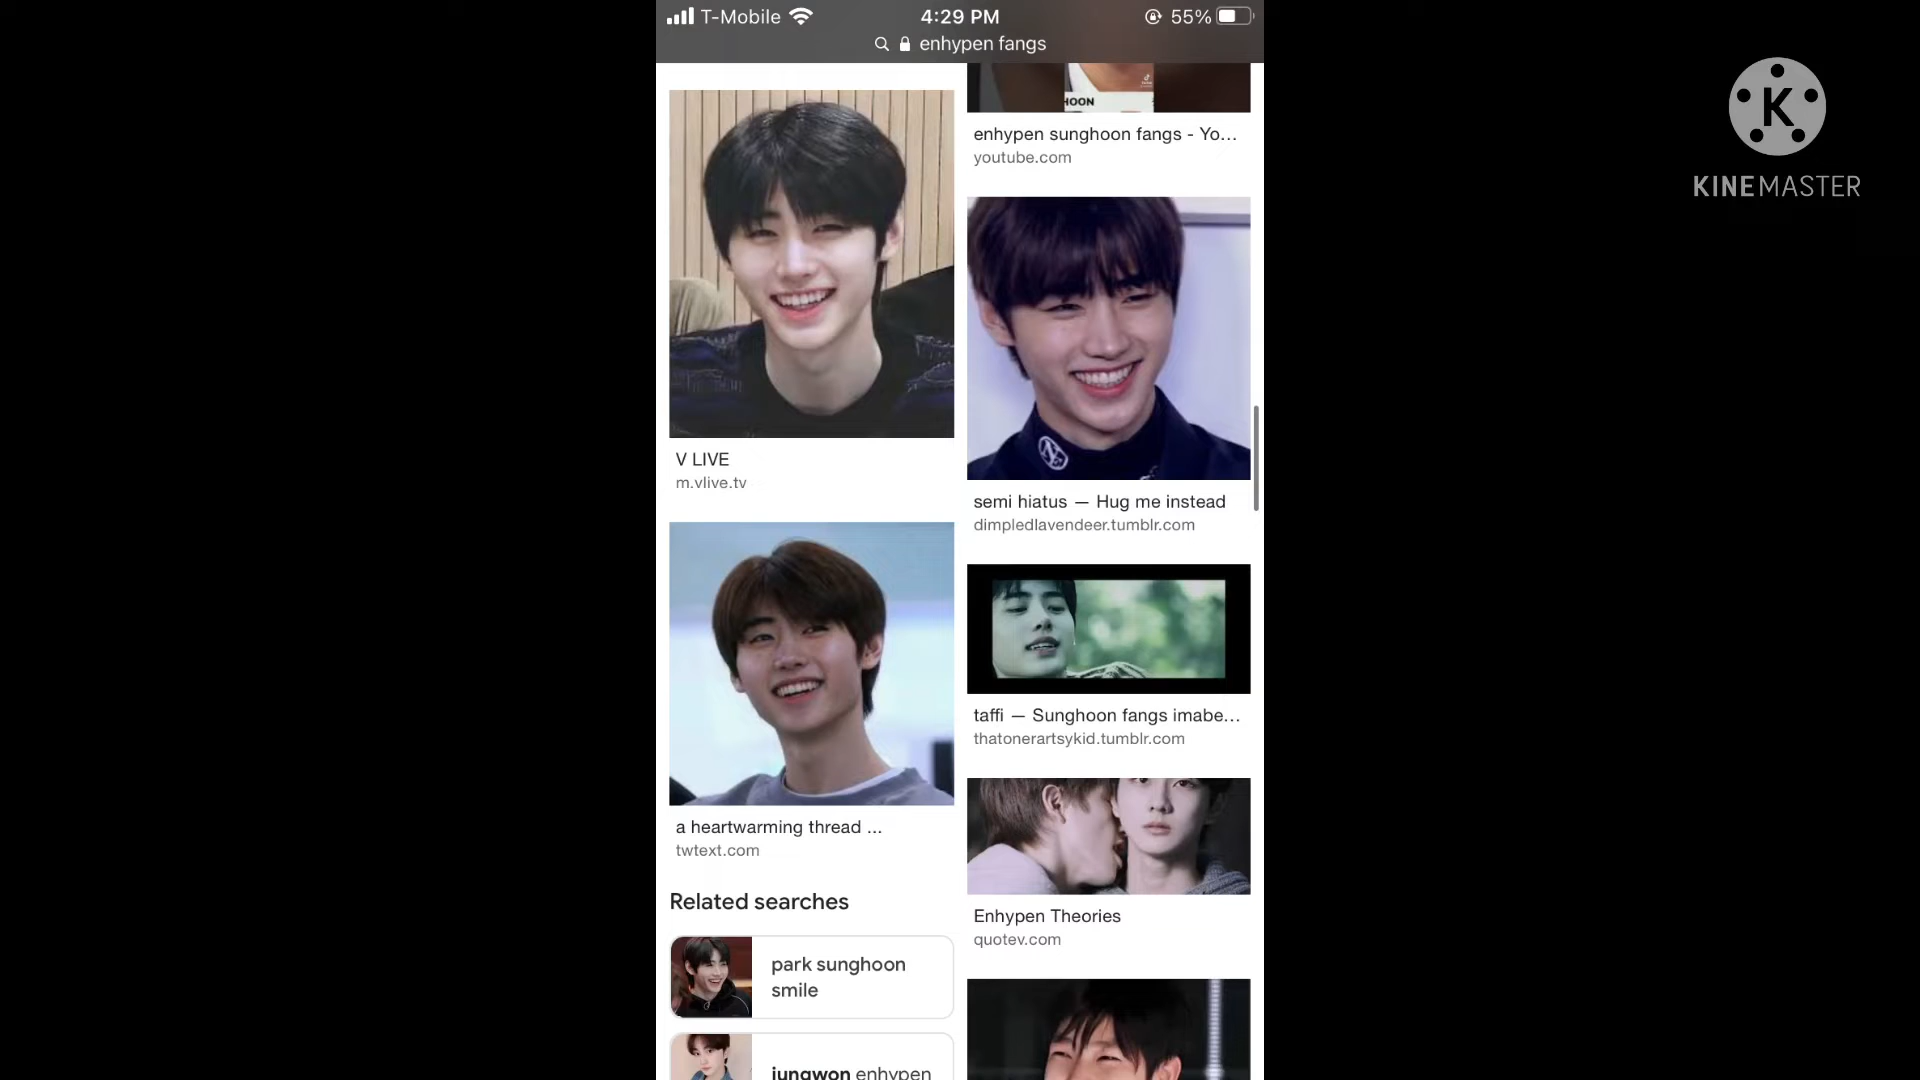 T-Mobile
4:29 PM
55%
enhypen fangs
HOON
enhypen sunghoon fangs - Yo...
youtube.com
V LIVE
m.vlive.tv
semi hiatus — Hug me instead
dimpledlavendeer.tumblr.com
taffi — Sunghoon fangs imabe...
thatonerartsykid.tumblr.com
a heartwarming thread ...
twtext.com
Enhypen Theories
quotev.com
Related searches
park sunghoon
smile
jungwon enhypen
K
KINEMASTER